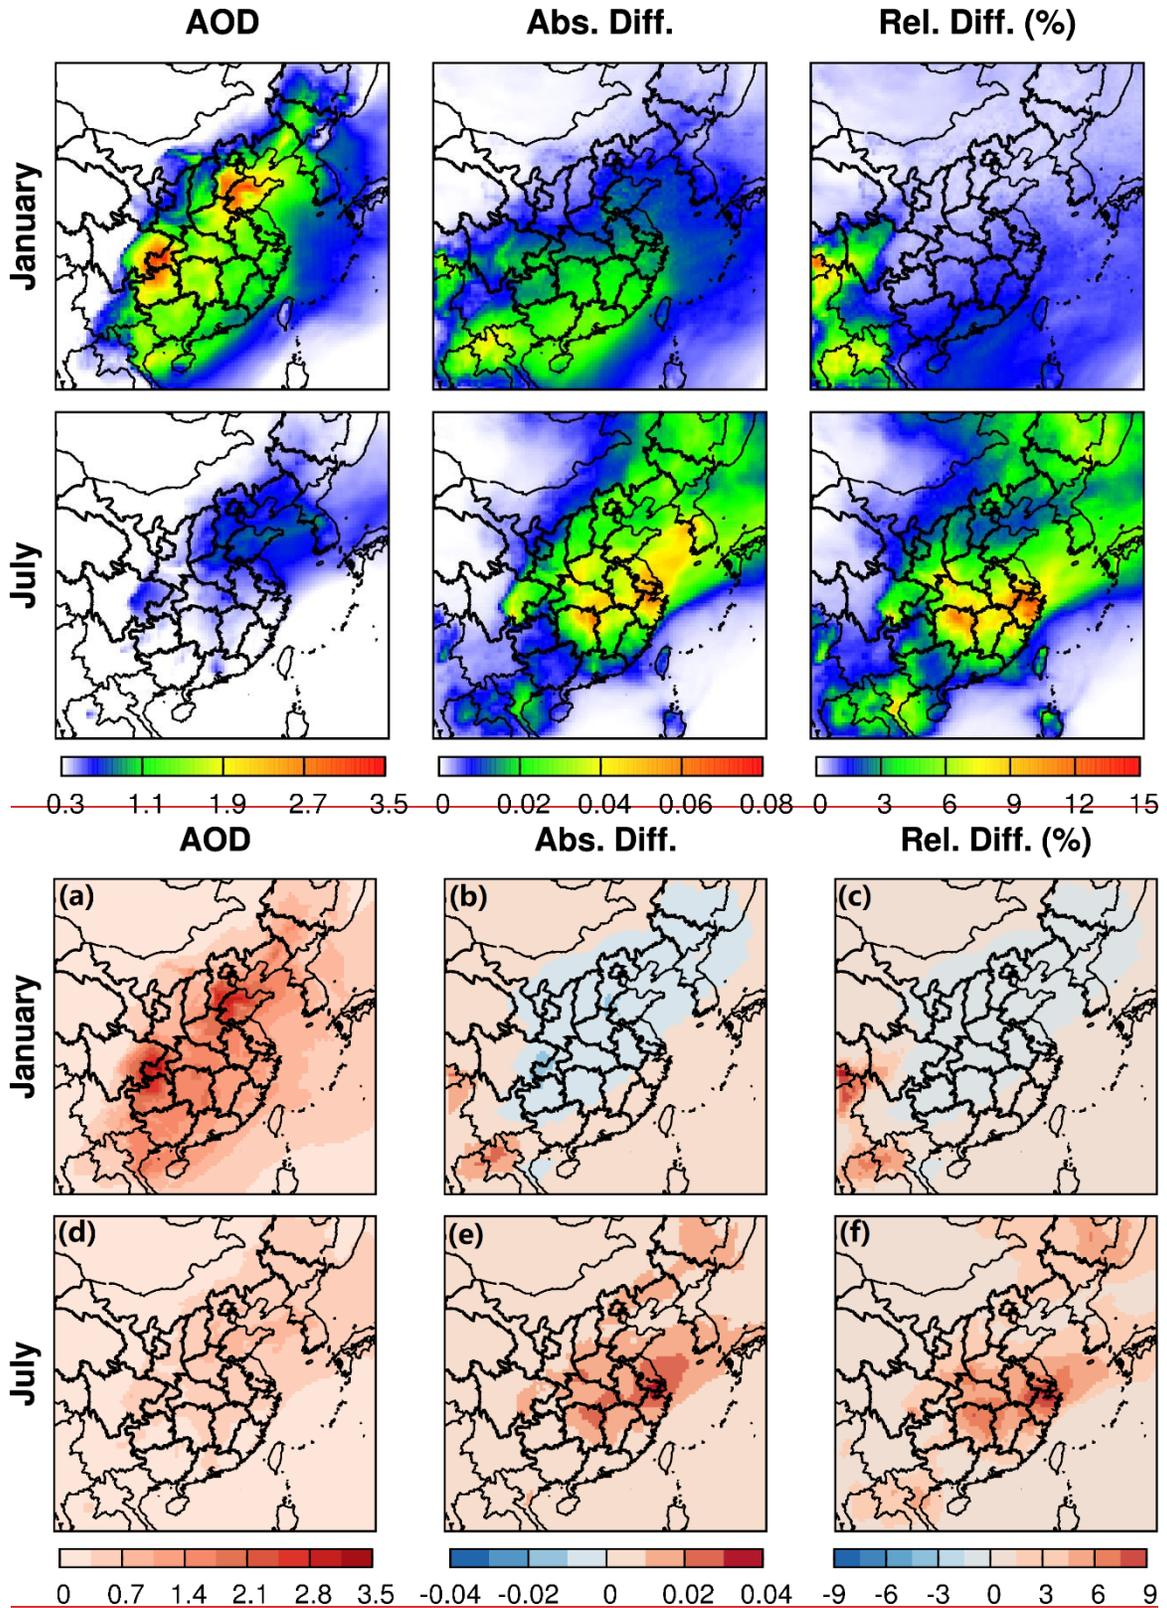 AOD Abs. Diff. Rel. Diff. (%)
January
July
0.3 1.1 1.9 2.7 3.5 0 0.02 0.04 0.06 0.08 0 3 6 9 12 15
AOD Abs. Diff. Rel. Diff. (%)
January
(a) (b) (c)
July
(d) (e) (f)
0 0.7 1.4 2.1 2.8 3.5 -0.04 -0.02 0 0.02 0.04 -9 -6 -3 0 3 6 9